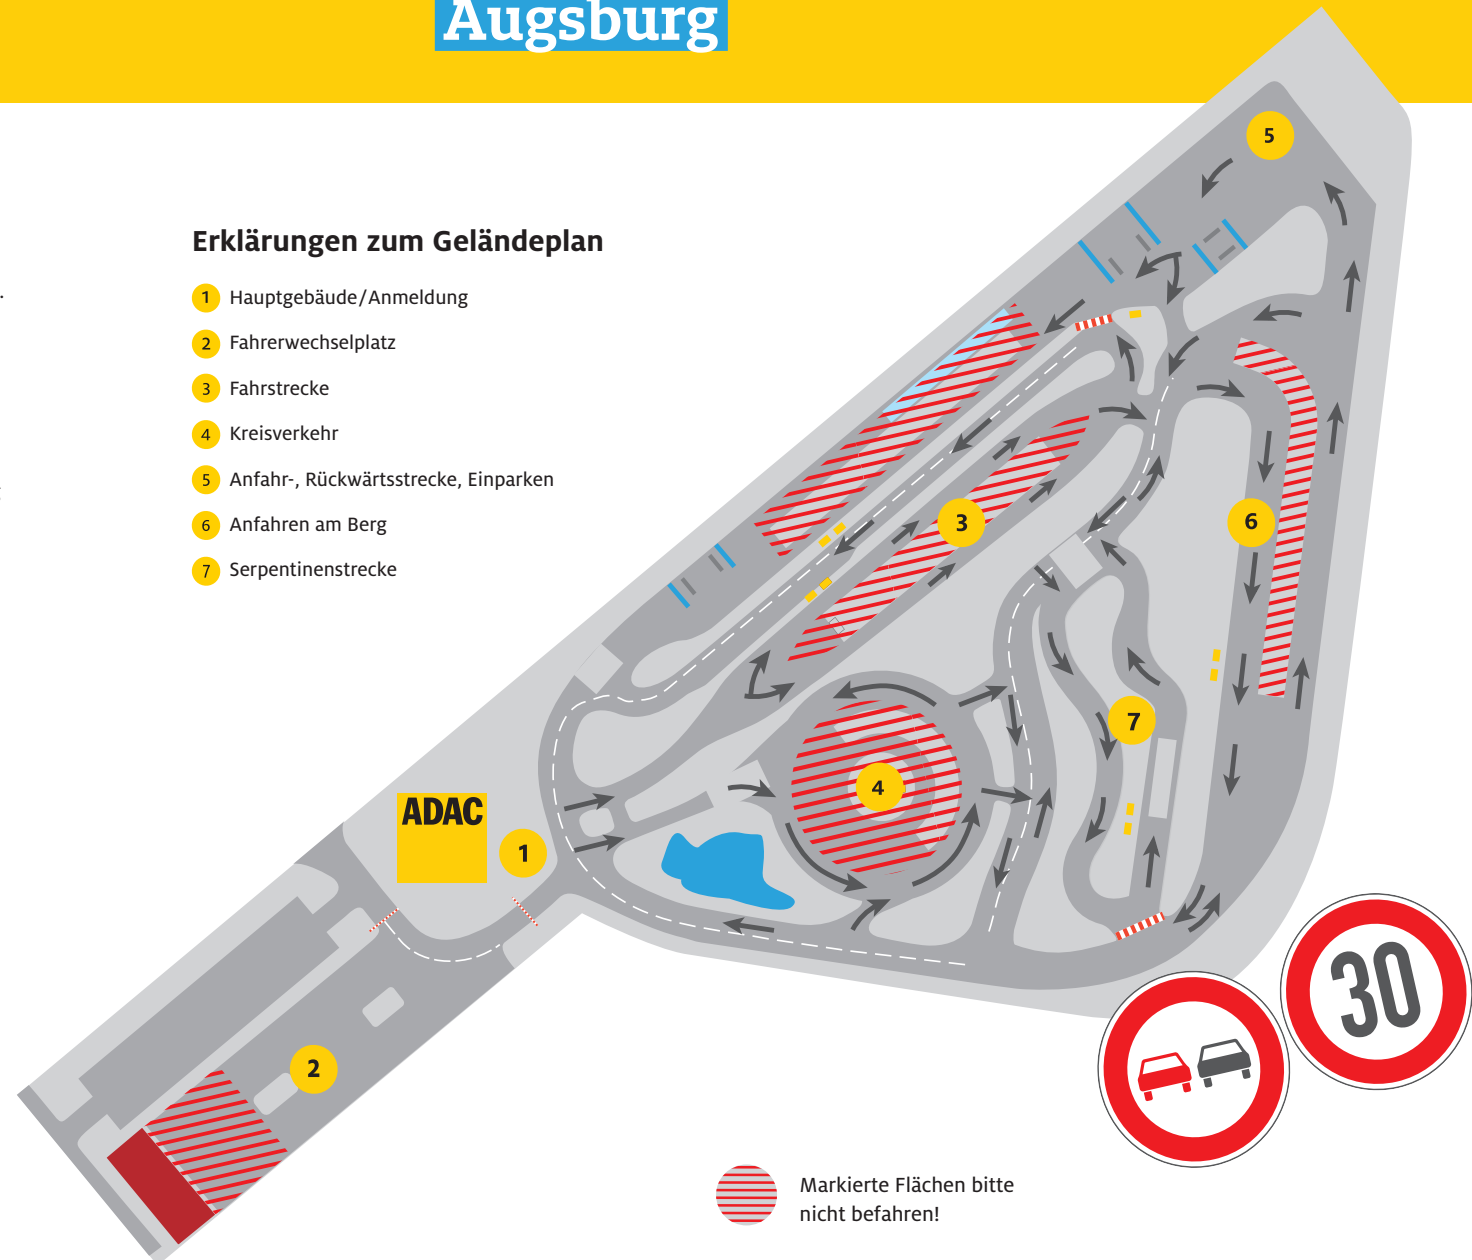 Augsburg
Erklärungen zum Geländeplan
1 Hauptgebäude/Anmeldung
2 Fahrerwechselplatz
3 Fahrstrecke
4 Kreisverkehr
5 Anfahr-, Rückwärtsstrecke, Einparken
6 Anfahren am Berg
7 Serpentinenstrecke
5
3
6
7
4
ADAC
1
2
30
Markierte Flächen bitte
nicht befahren!